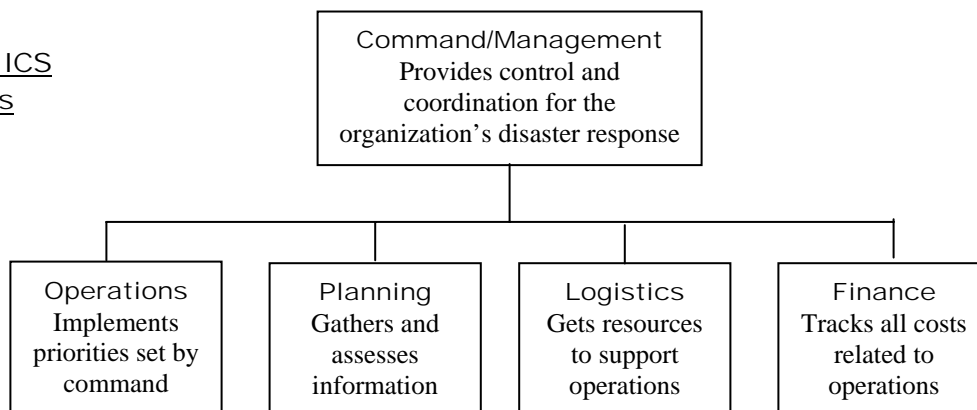 ICS
s
Command/Management
Provides control and
coordination for the
organization's disaster response
Operations
Implements
priorities set by
command
Planning
Gathers and
assesses
information
Logistics
Gets resources
to support
operations
Finance
Tracks all costs
related to
operations